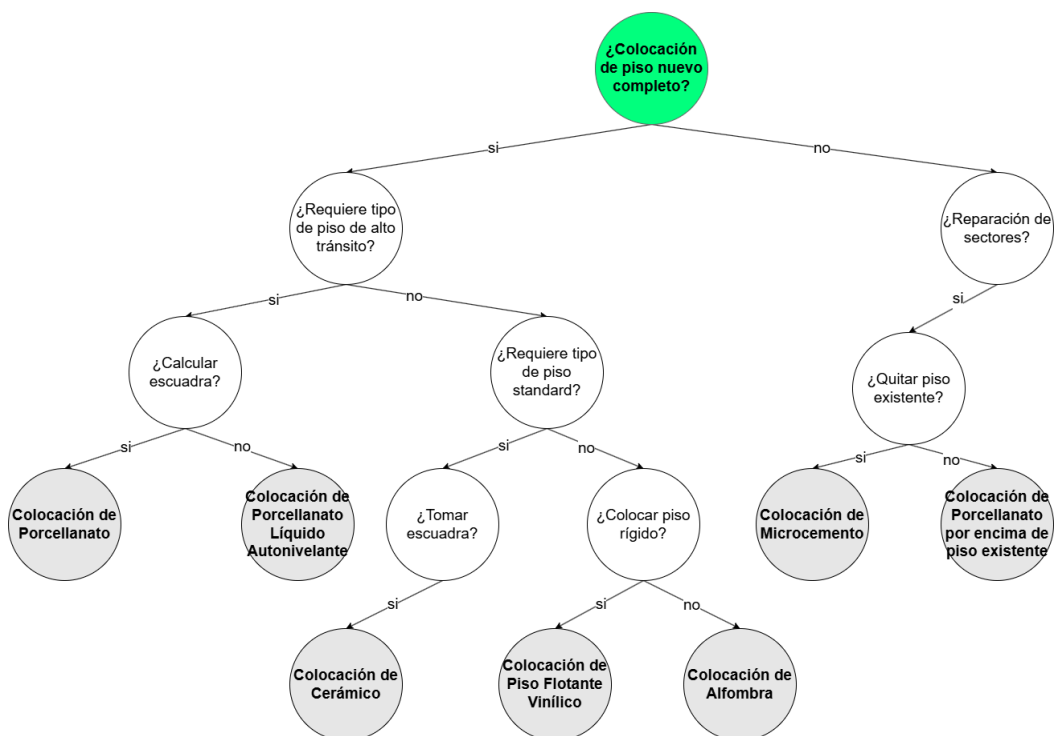 ¿Colocación
de piso nuevo
completo?
si
no
¿Requiere tipo
de piso de alto
tránsito?
¿Reparación de
sectores?
si
no
si
¿Calcular
escuadra?
¿Requiere tipo
de piso
standard?
¿Quitar piso
existente?
si
no
si
no
si
no
Colocación de
Porcellanato
Colocación de
Porcellanato
Líquido
Autonivelante
¿Tomar
escuadra?
¿Colocar piso
rígido?
Colocación de
Microcemento
Colocación de
Porcellanato
por encima de
piso existente
si
si
no
Colocación de
Cerámico
Colocación de
Piso Flotante
Vinílico
Colocación de
Alfombra